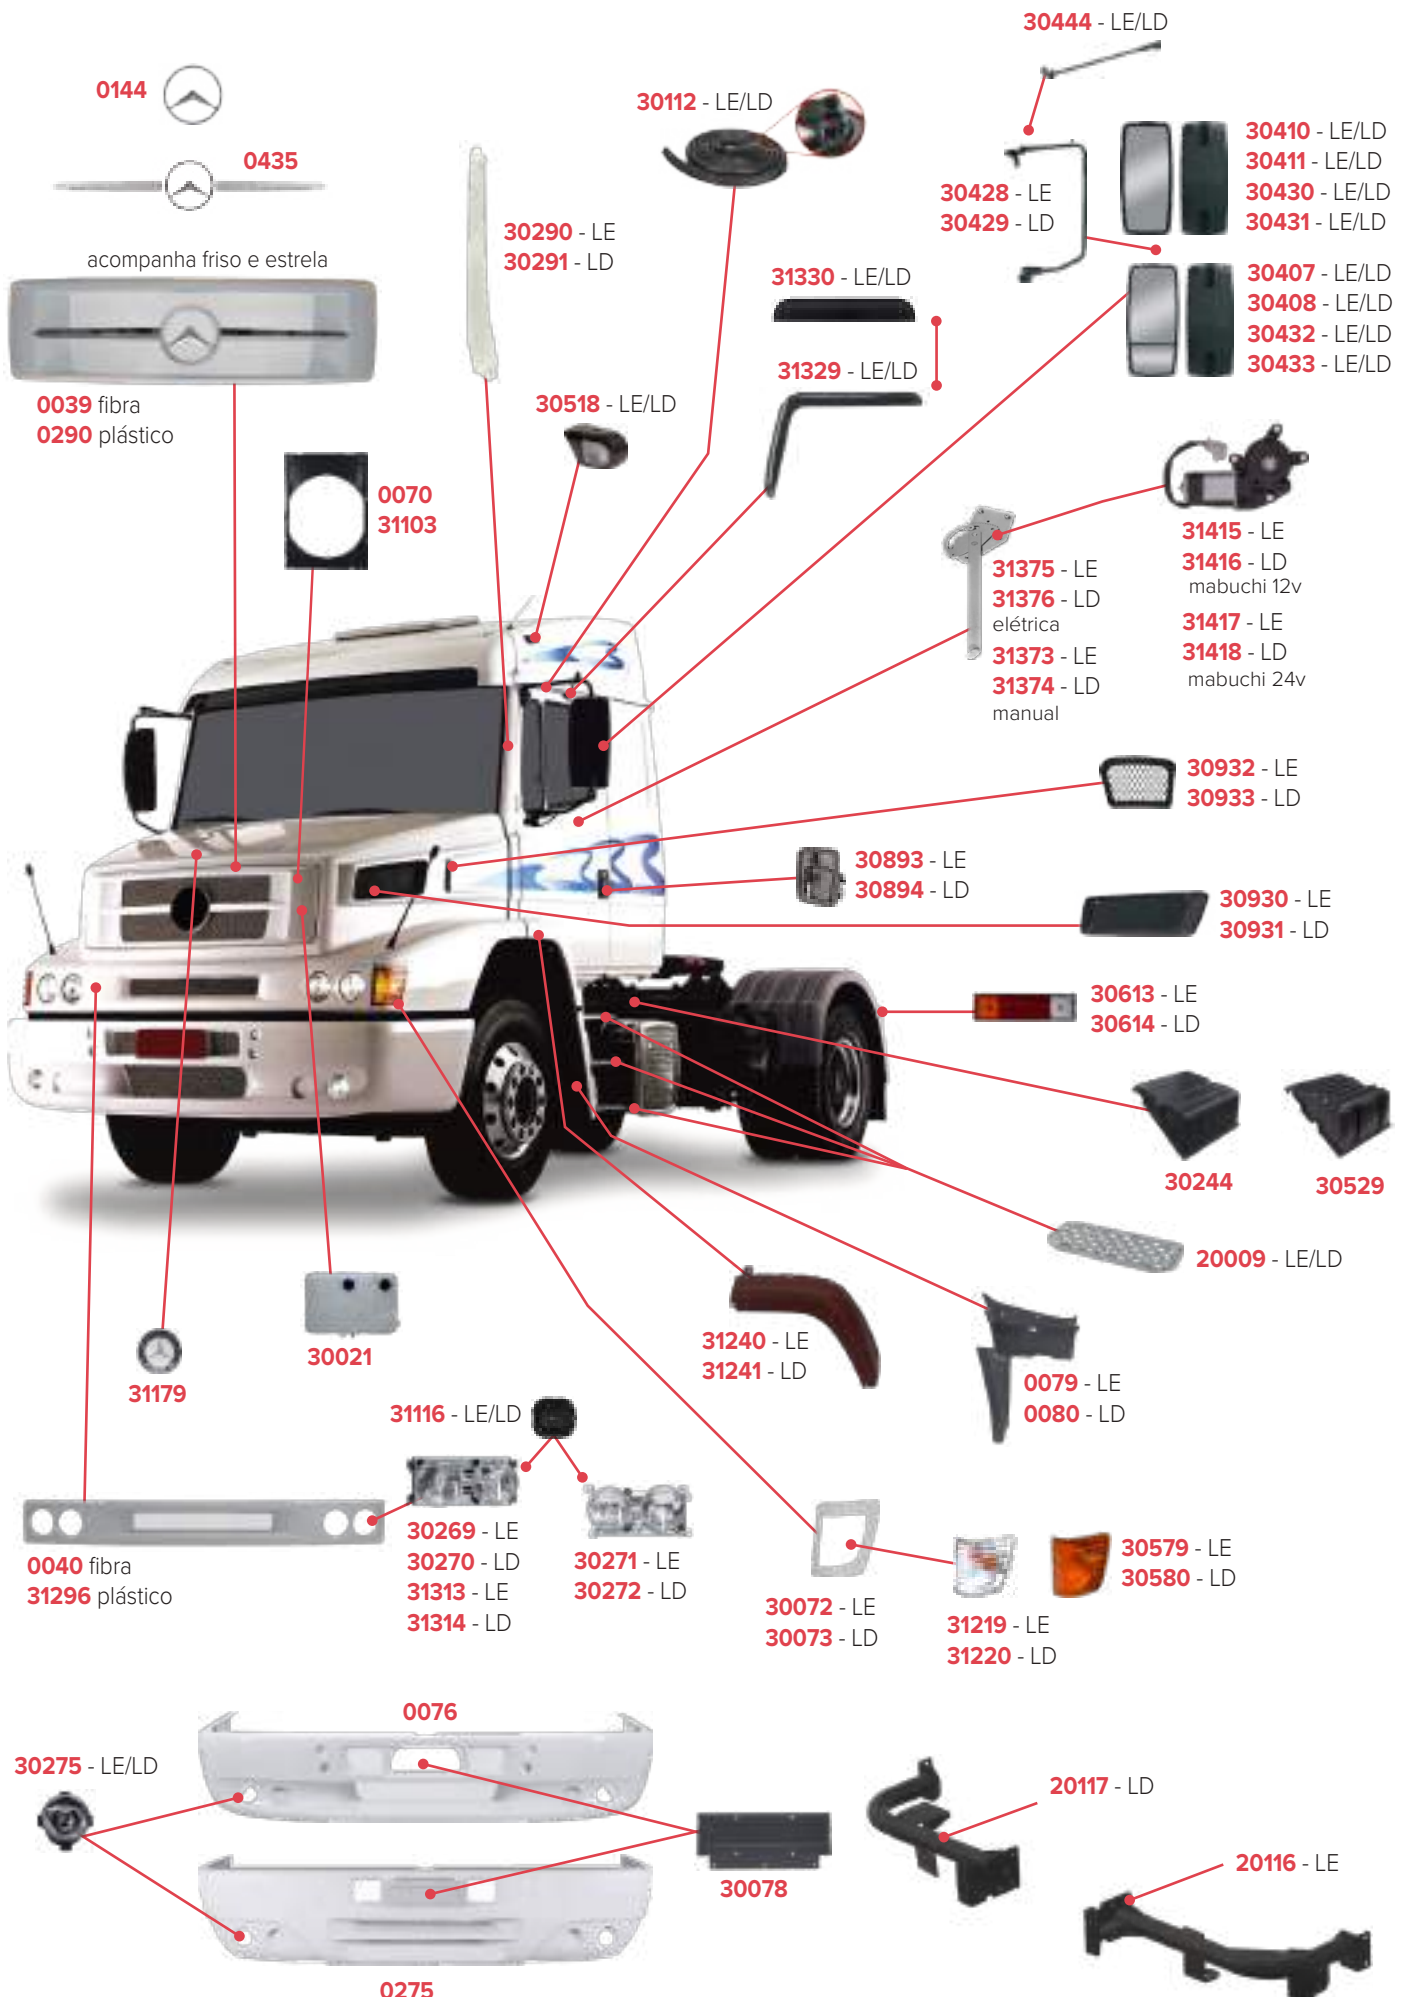 30444 - LE/LD
0144
30112 - LE/LD
0435
30410 - LE/LD
30411 - LE/LD
30430 - LE/LD
30431 - LE/LD
30428 - LE
30429 - LD
30290 - LE
30291 - LD
acompanha friso e estrela
31330 - LE/LD
30407 - LE/LD
30408 - LE/LD
30432 - LE/LD
30433 - LE/LD
31329 - LE/LD
0039 fibra
0290 plástico
30518 - LE/LD
0070
31103
31415 - LE
31416 - LD
mabuchi 12v
31417 - LE
31418 - LD
mabuchi 24v
31375 - LE
31376 - LD
elétrica
31373 - LE
31374 - LD
manual
30932 - LE
30933 - LD
30893 - LE
30894 - LD
30930 - LE
30931 - LD
30613 - LE
30614 - LD
30244
30529
20009 - LE/LD
31240 - LE
31241 - LD
30021
31179
0079 - LE
0080 - LD
31116 - LE/LD
30269 - LE
30270 - LD
31313 - LE
31314 - LD
30271 - LE
30272 - LD
0040 fibra
31296 plástico
30579 - LE
30580 - LD
30072 - LE
30073 - LD
31219 - LE
31220 - LD
0076
30275 - LE/LD
20117 - LD
20116 - LE
30078
0275